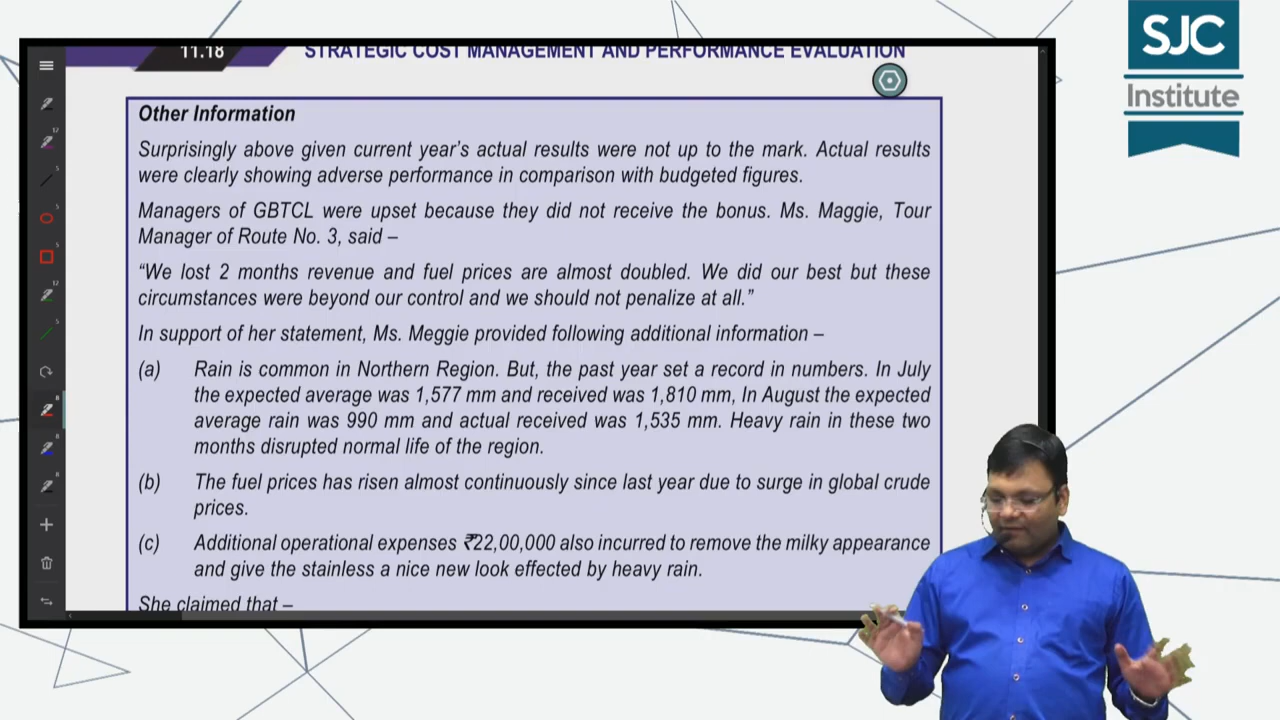 SJC
Institute
11.18 STRATEGIC COST MANAGEMENT AND PERFORMANCE EVALUATION
Other Information
Surprisingly above given current year's actual results were not up to the mark. Actual results
were clearly showing adverse performance in comparison with budgeted figures.
Managers of GBTCL were upset because they did not receive the bonus. Ms. Maggie, Tour
Manager of Route No. 3, said –
“We lost 2 months revenue and fuel prices are almost doubled. We did our best but these
circumstances were beyond our control and we should not penalize at all.”
In support of her statement, Ms. Meggie provided following additional information –
(a) Rain is common in Northern Region. But, the past year set a record in numbers. In July
the expected average was 1,577 mm and received was 1,810 mm, In August the expected
average rain was 990 mm and actual received was 1,535 mm. Heavy rain in these two
months disrupted normal life of the region.
(b) The fuel prices has risen almost continuously since last year due to surge in global crude
prices.
(c) Additional operational expenses ₹22,00,000 also incurred to remove the milky appearance
and give the stainless a nice new look effected by heavy rain.
She claimed that –